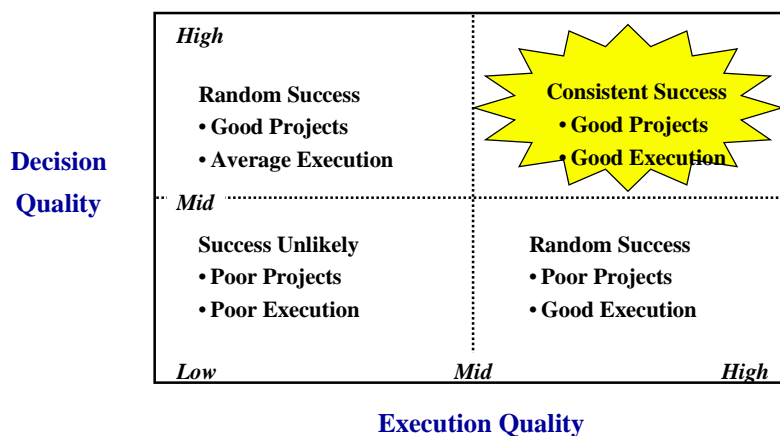 High
Random Success
• Good Projects
• Average Execution
Consistent Success
• Good Projects
• Good Execution
Decision
Quality
Mid
Success Unlikely
• Poor Projects
• Poor Execution
Random Success
• Poor Projects
• Good Execution
Low
Mid
High
Execution Quality